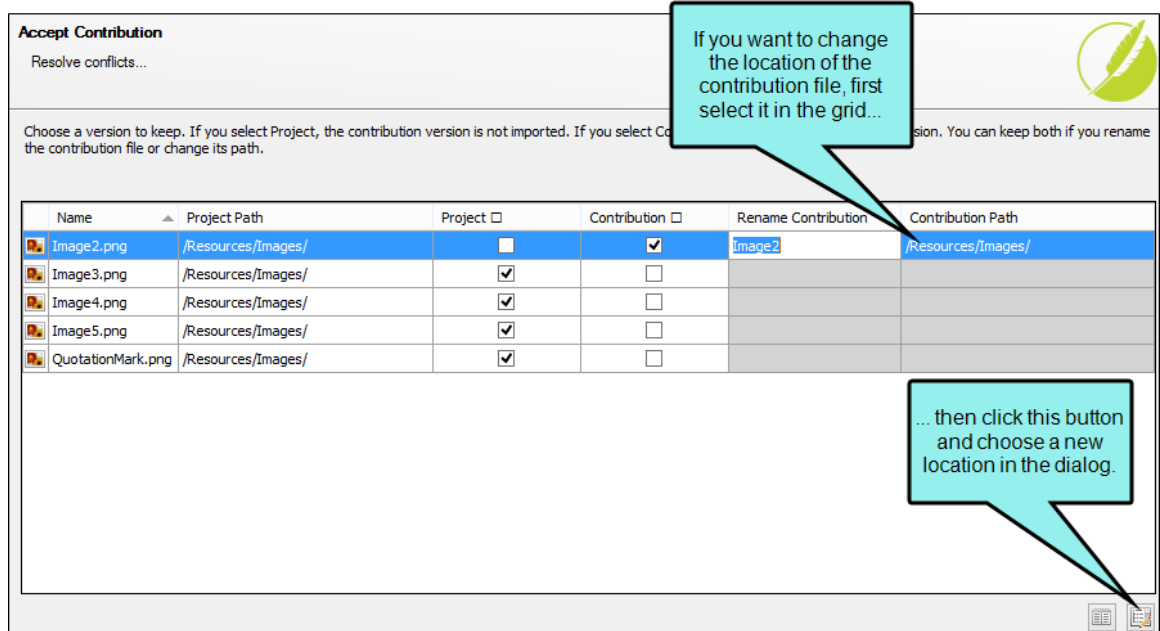 Accept Contribution
Resolve conflicts...
If you want to change
the location of the
contribution file, first
select it in the grid...
Choose a version to keep. If you select Project, the contribution version is not imported. If you select Co sion. You can keep both if you rename
the contribution file or change its path.
Name Project Path Project Contribution Rename Contribution Contribution Path
Image2.png /Resources/Images/ Image2 /Resources/Images/
Image3.png /Resources/Images/
Image4.png /Resources/Images/
Image5.png /Resources/Images/
QuotationMark.png /Resources/Images/
... then click this button
and choose a new
location in the dialog.